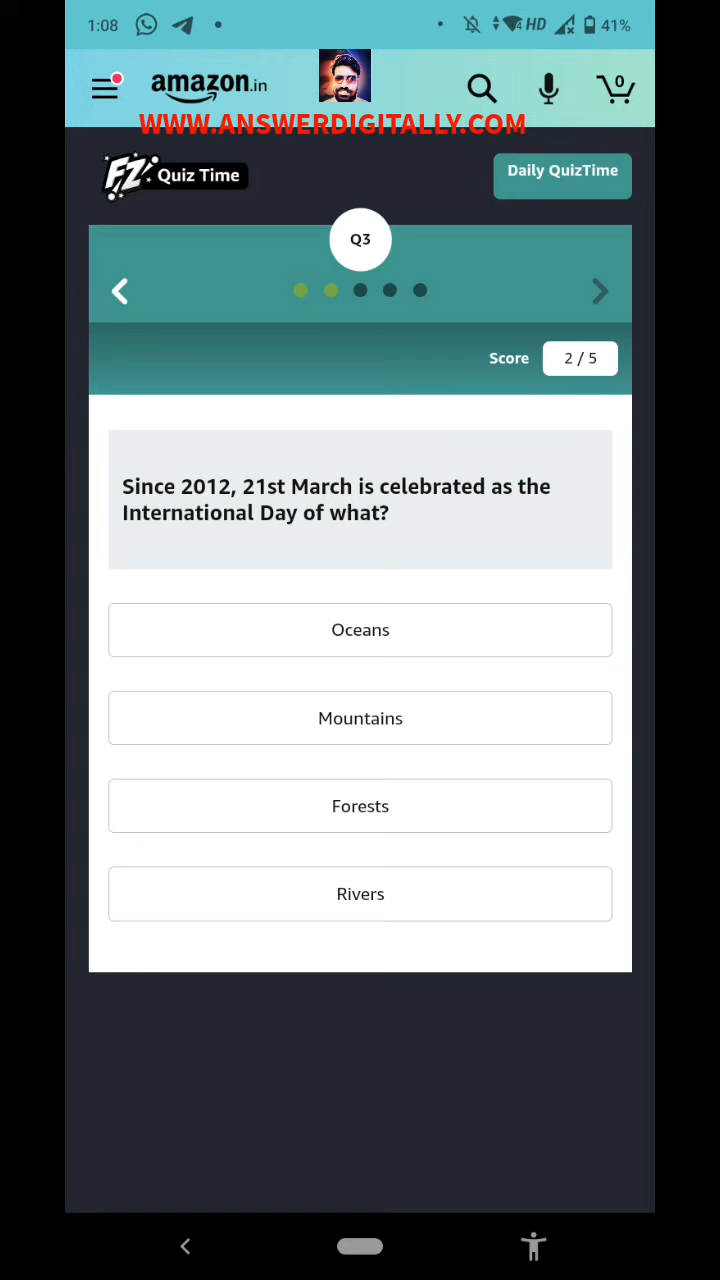 1:08 HD 41%
amazon.in 0
WWW.ANSWERDIGITALLY.COM
FZ Quiz Time Daily QuizTime
Q3
Score 2 / 5
Since 2012, 21st March is celebrated as the
International Day of what?
Oceans
Mountains
Forests
Rivers